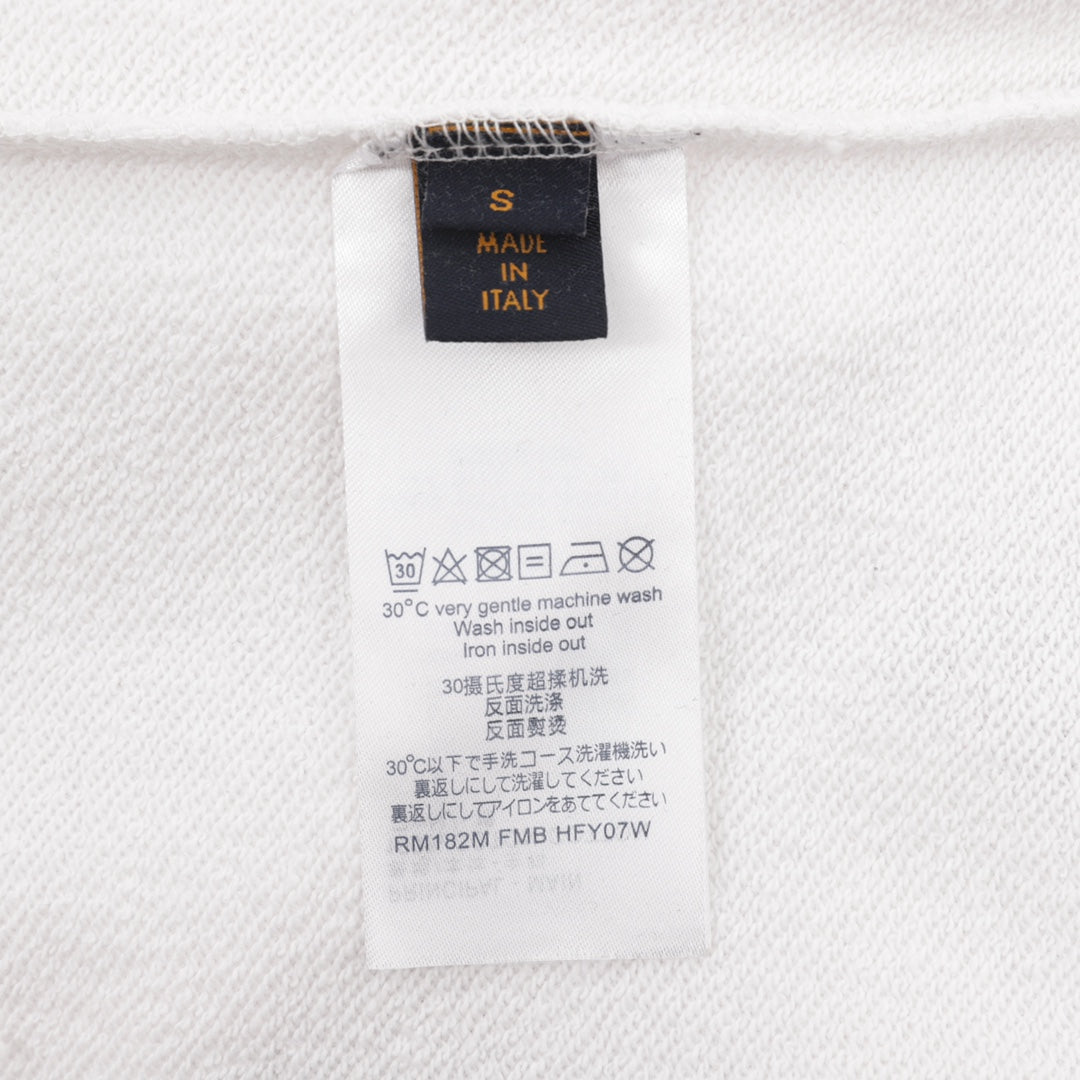 S
MADE
IN
ITALY
30
30°C very gentle machine wash
Wash inside out
Iron inside out
30摄氏度超揉机洗
反面洗涤
反面熨烫
30℃以下で手洗コース洗濯機洗い
裏返しにして洗濯してください
裏返しにしてアイロンをあててください
RM182M FMB HFY07W
PRINCIPAL - MAIN